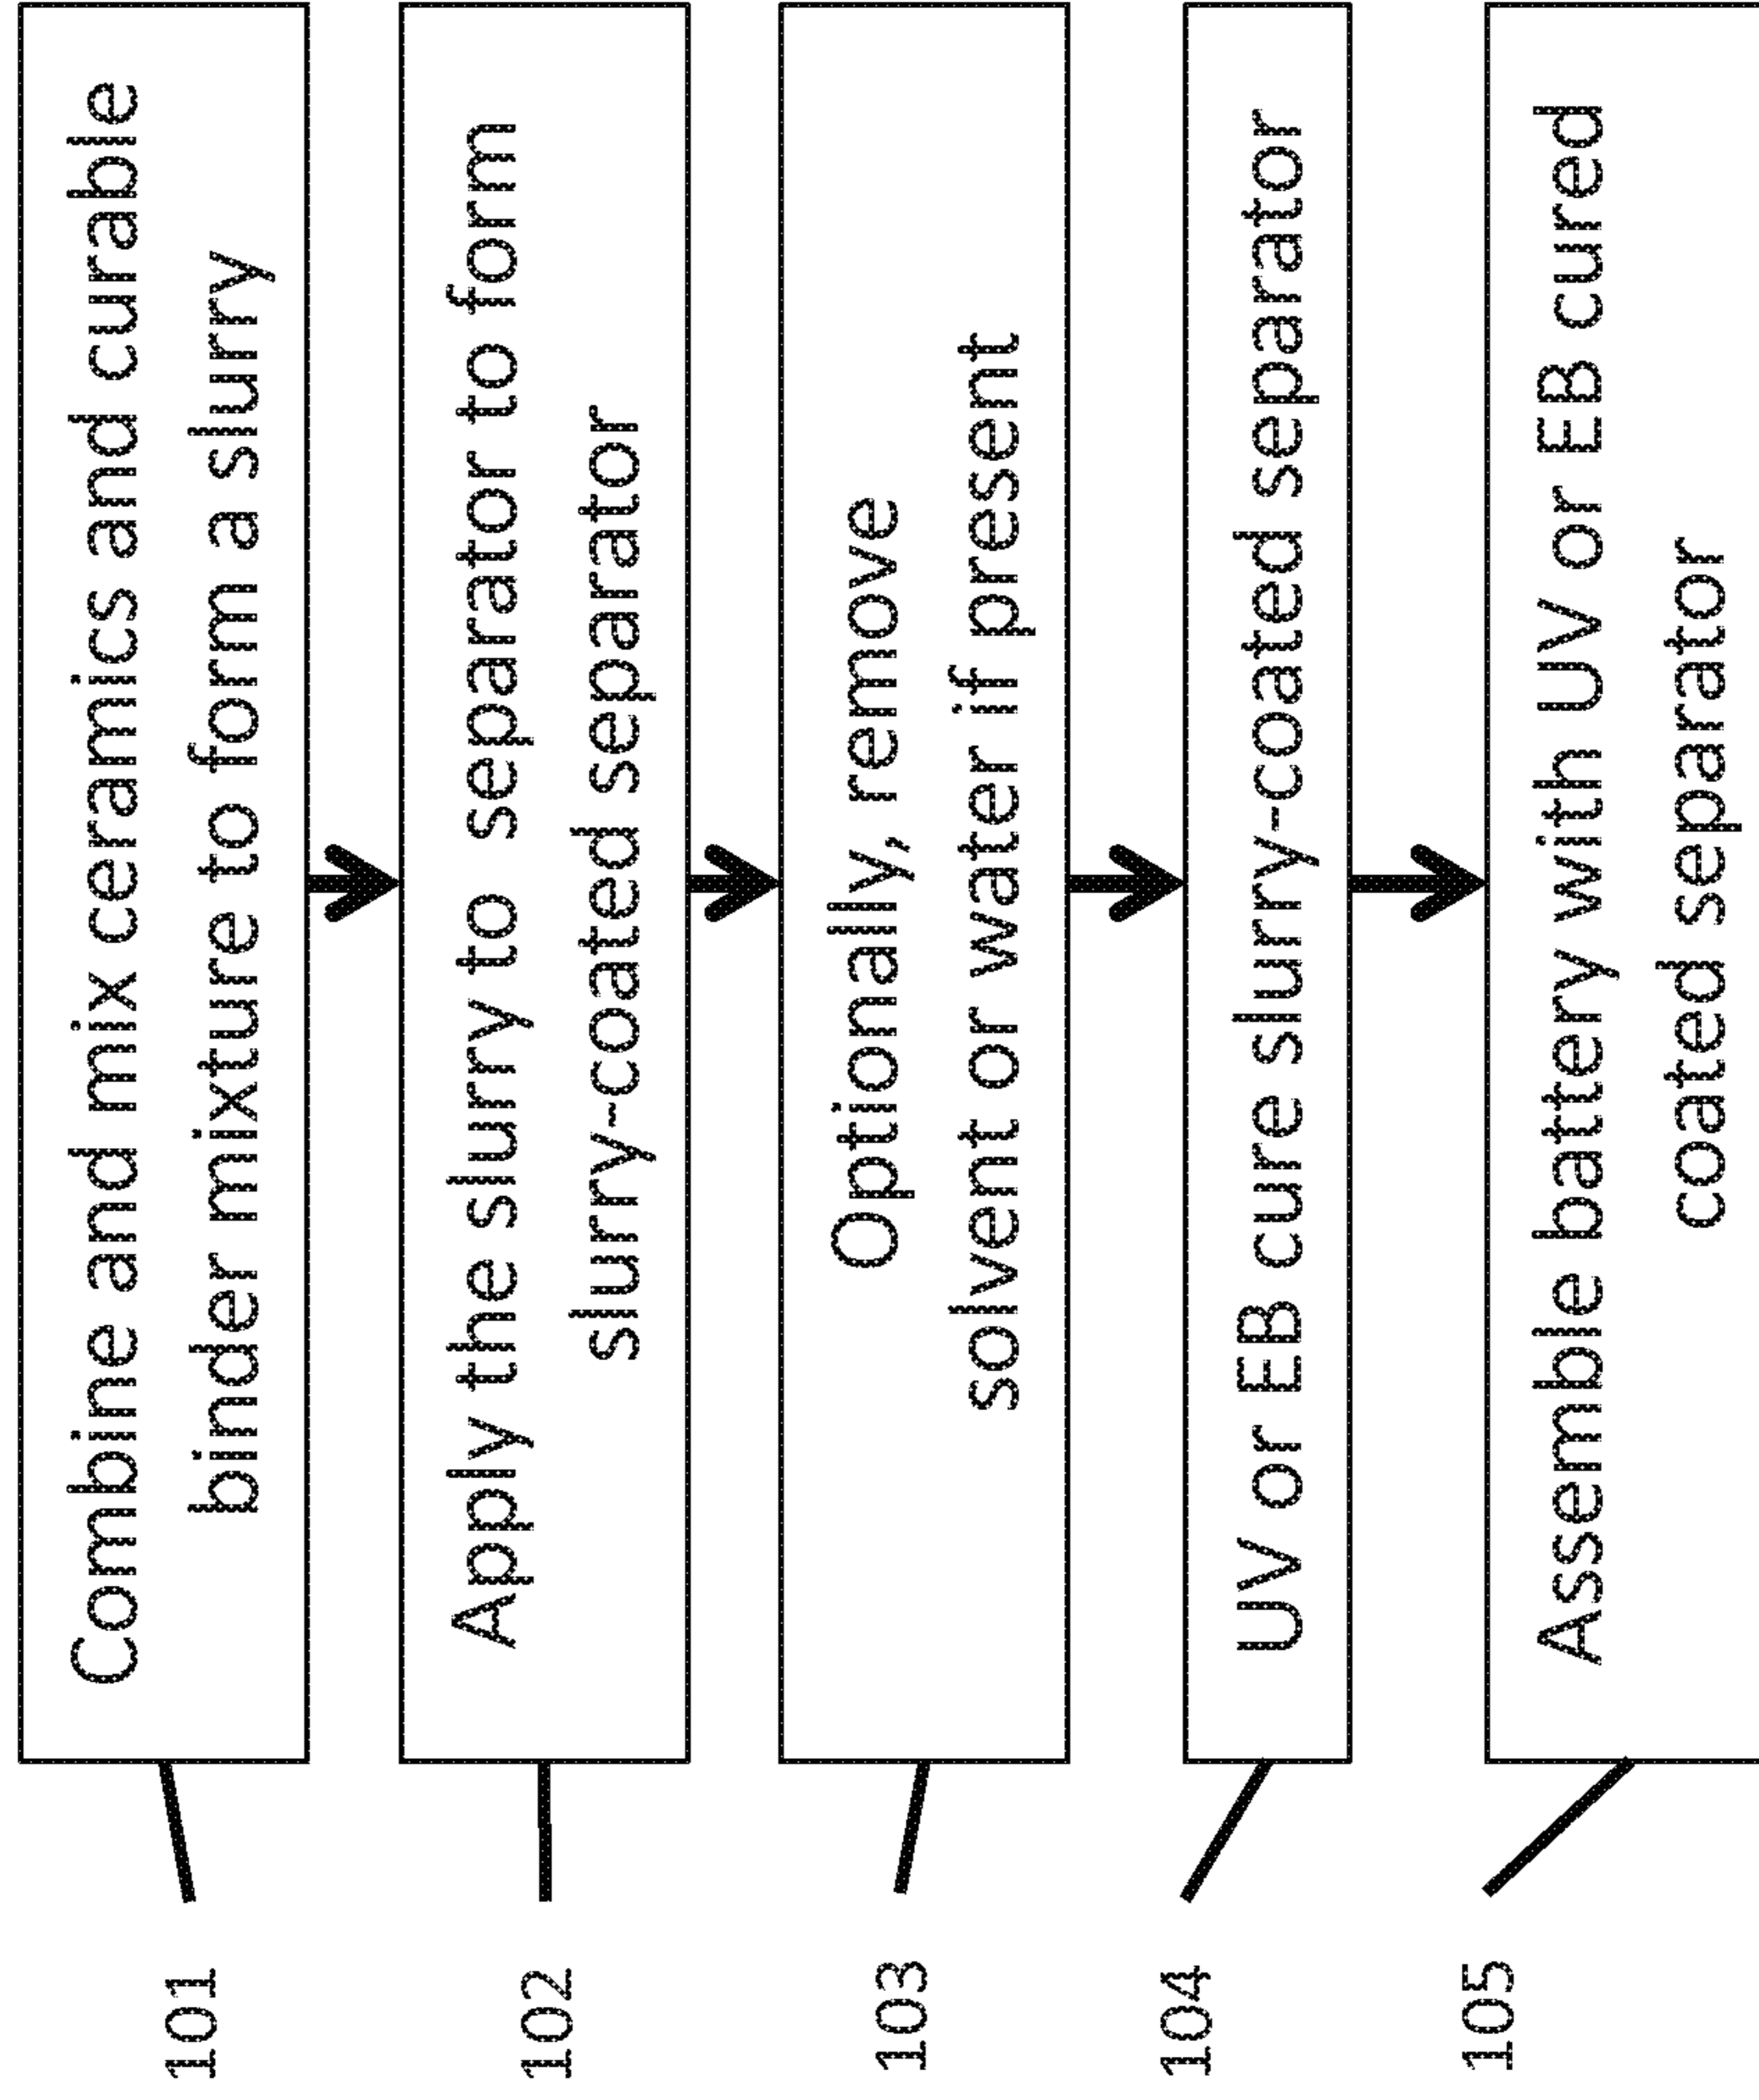 101
Combine and mix ceramics and curable
binder mixture to form a slurry
102
Apply the slurry to separator to form
slurry-coated separator
103
Optionally, remove
solvent or water if present
104
UV or EB cure slurry-coated separator
105
Assemble battery with UV or EB cured
coated separator